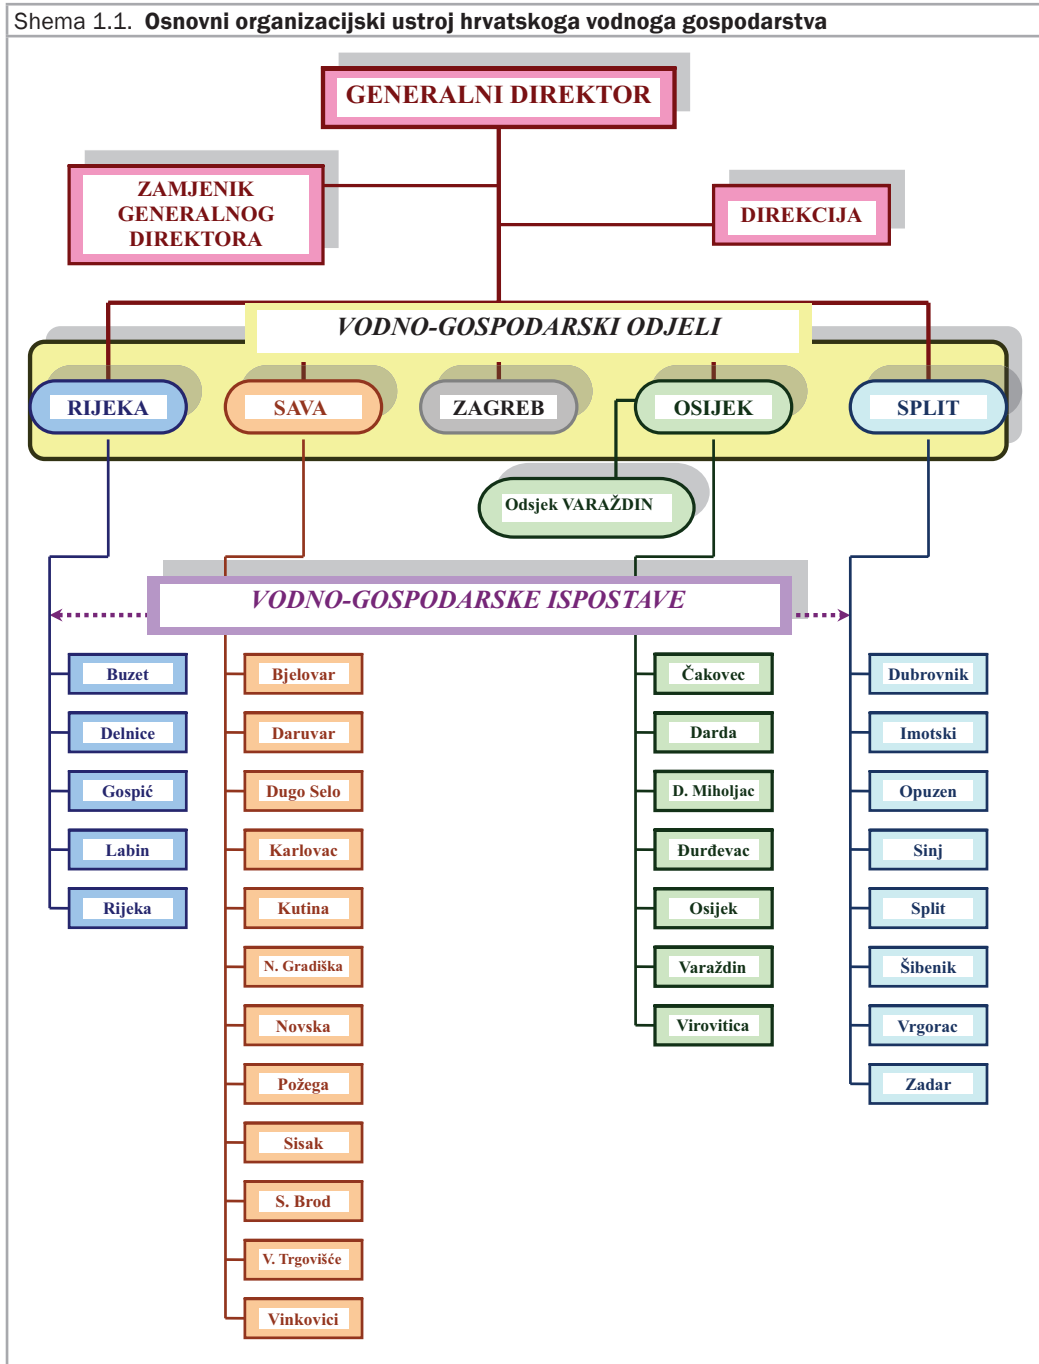 Shema 1.1. Osnovni organizacijski ustroj hrvatskoga vodnoga gospodarstva
GENERALNI DIREKTOR
ZAMJENIK
GENERALNOG
DIREKTORA
DIREKCIJA
VODNO-GOSPODARSKI ODJELI
RIJEKA
SAVA
ZAGREB
OSIJEK
SPLIT
Odsjek VARAŽDIN
VODNO-GOSPODARSKE ISPOSTAVE
Buzet
Delnice
Gospić
Labin
Rijeka
Bjelovar
Daruvar
Dugo Selo
Karlovac
Kutina
N. Gradiška
Novska
Požega
Sisak
S. Brod
V. Trgovišće
Vinkovici
Čakovec
Darda
D. Miholjac
Đurđevac
Osijek
Varaždin
Virovitica
Dubrovnik
Imotski
Opuzen
Sinj
Split
Šibenik
Vrgorac
Zadar